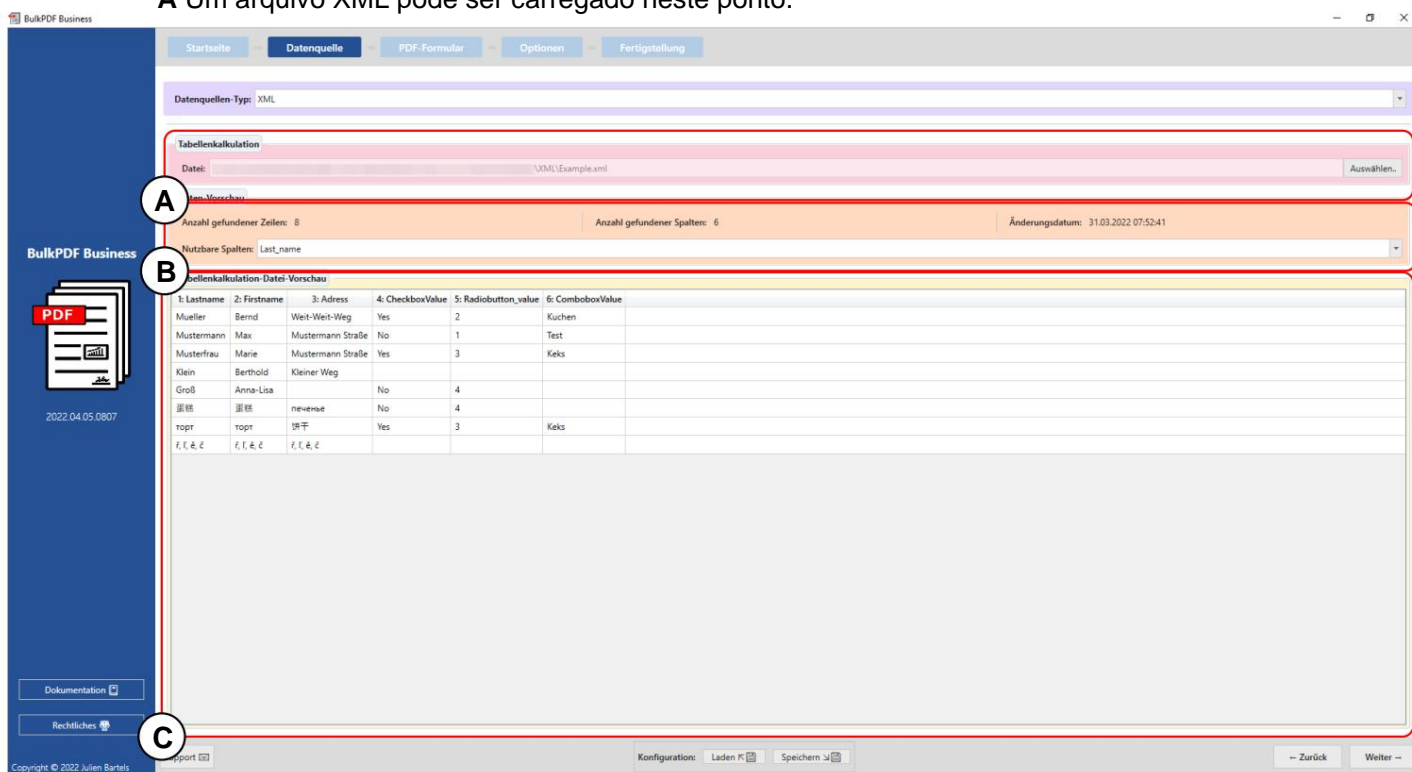 A Um arquivo XML pode ser carregado neste ponto.
BulkPDF Business
Startseite Datenquelle PDF-Formular Optionen Fertigstellung
Datenquellen-Typ: XML
Tabellenkalkulation
Datei: \XML\Example.xml Auswählen..
A
Anzahl gefundener Zeilen: 8 Anzahl gefundener Spalten: 6 Änderungsdatum: 31.03.2022 07:52:41
Nutzbare Spalten: Last_name
B
Tabellenkalkulation-Datei-Vorschau
1: Lastname 2: Firstname 3: Adress 4: CheckboxValue 5: Radiobutton_value 6: ComboboxValue
Mueller Bernd Weit-Weit-Weg Yes 2 Kuchen
Mustermann Max Mustermann Straße No 1 Test
Musterfrau Marie Mustermann Straße Yes 3 Keks
Klein Berthold Kleiner Weg
Groß Anna-Lisa No 4
蛋糕 蛋糕 печенье No 4
торт торт 饼干 Yes 3 Keks
BulkPDF Business
PDF
2022.04.05.0807
Dokumentation
Rechtliches
Copyright © 2022 Julien Bartels
C
Konfiguration: Laden Speichern
← Zurück Weiter →